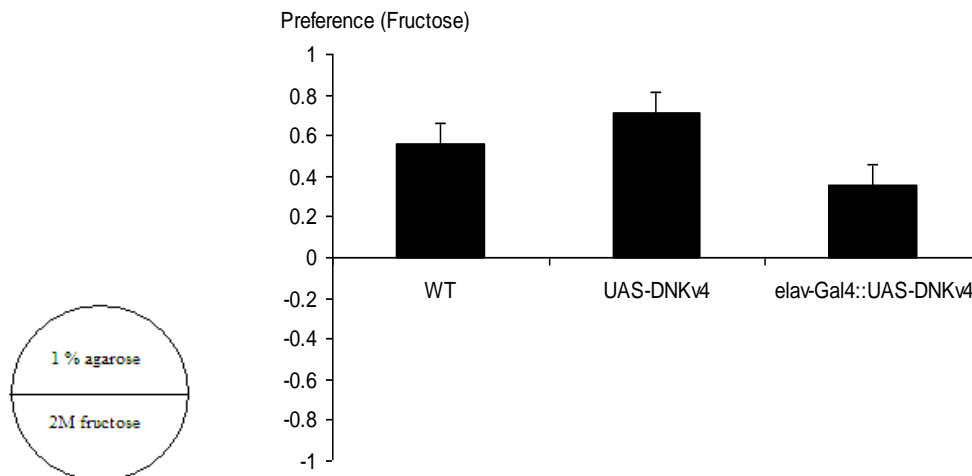 Preference (Fructose)
1
0.8
0.6
0.4
0.2
0
-0.2
-0.4
-0.6
-0.8
-1
WT UAS-DNKv4 elav-Gal4::UAS-DNKv4
1 % agarose
2M fructose